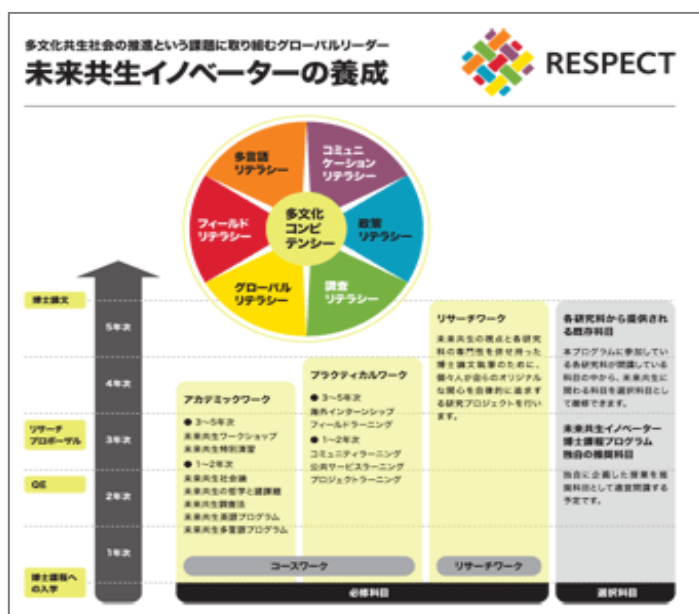 多文化共生社会の推進という課題に取り組むグローバルリーダー
未来共生イノベーターの養成
RESPECT
多言語
リテラシー
コミュニ
ケーション
リテラシー
フィールド
リテラシー
多文化
コンピ
テンシー
政策
リテラシー
グローバル
リテラシー
調査
リテラシー
博士論文
5年次
4年次
リサーチ
プロポーザル
3年次
QE
2年次
1年次
博士課程へ
の入学
アカデミックワーク
● 3〜5年次
未来共生ワークショップ
未来共生特別演習
● 1〜2年次
未来共生社会論
未来共生の哲学と諸課題
未来共生調査法
未来共生英語プログラム
未来共生多言語プログラム
プラクティカルワーク
● 3〜5年次
海外インターンシップ
フィールドラーニング
● 1〜2年次
コミュニティラーニング
公共サービスラーニング
プロジェクトラーニング
コースワーク
リサーチワーク
未来共生の視点と各研究
科の専門性を併せ持った
博士論文執筆のために、
個々人が自らのオリジナル
な関心を自律的に追求す
る研究プロジェクトを行い
ます。
リサーチワーク
必修科目
各研究科から提供され
る既存科目
本プログラムに参加してい
る各研究科が開講している
科目の中から、未来共生に
関わる科目を選択科目とし
て履修できます。
未来共生イノベーター
博士課程プログラム
独自の推奨科目
独自に企画した授業を推
奨科目として適宜開講する
予定です。
選択科目